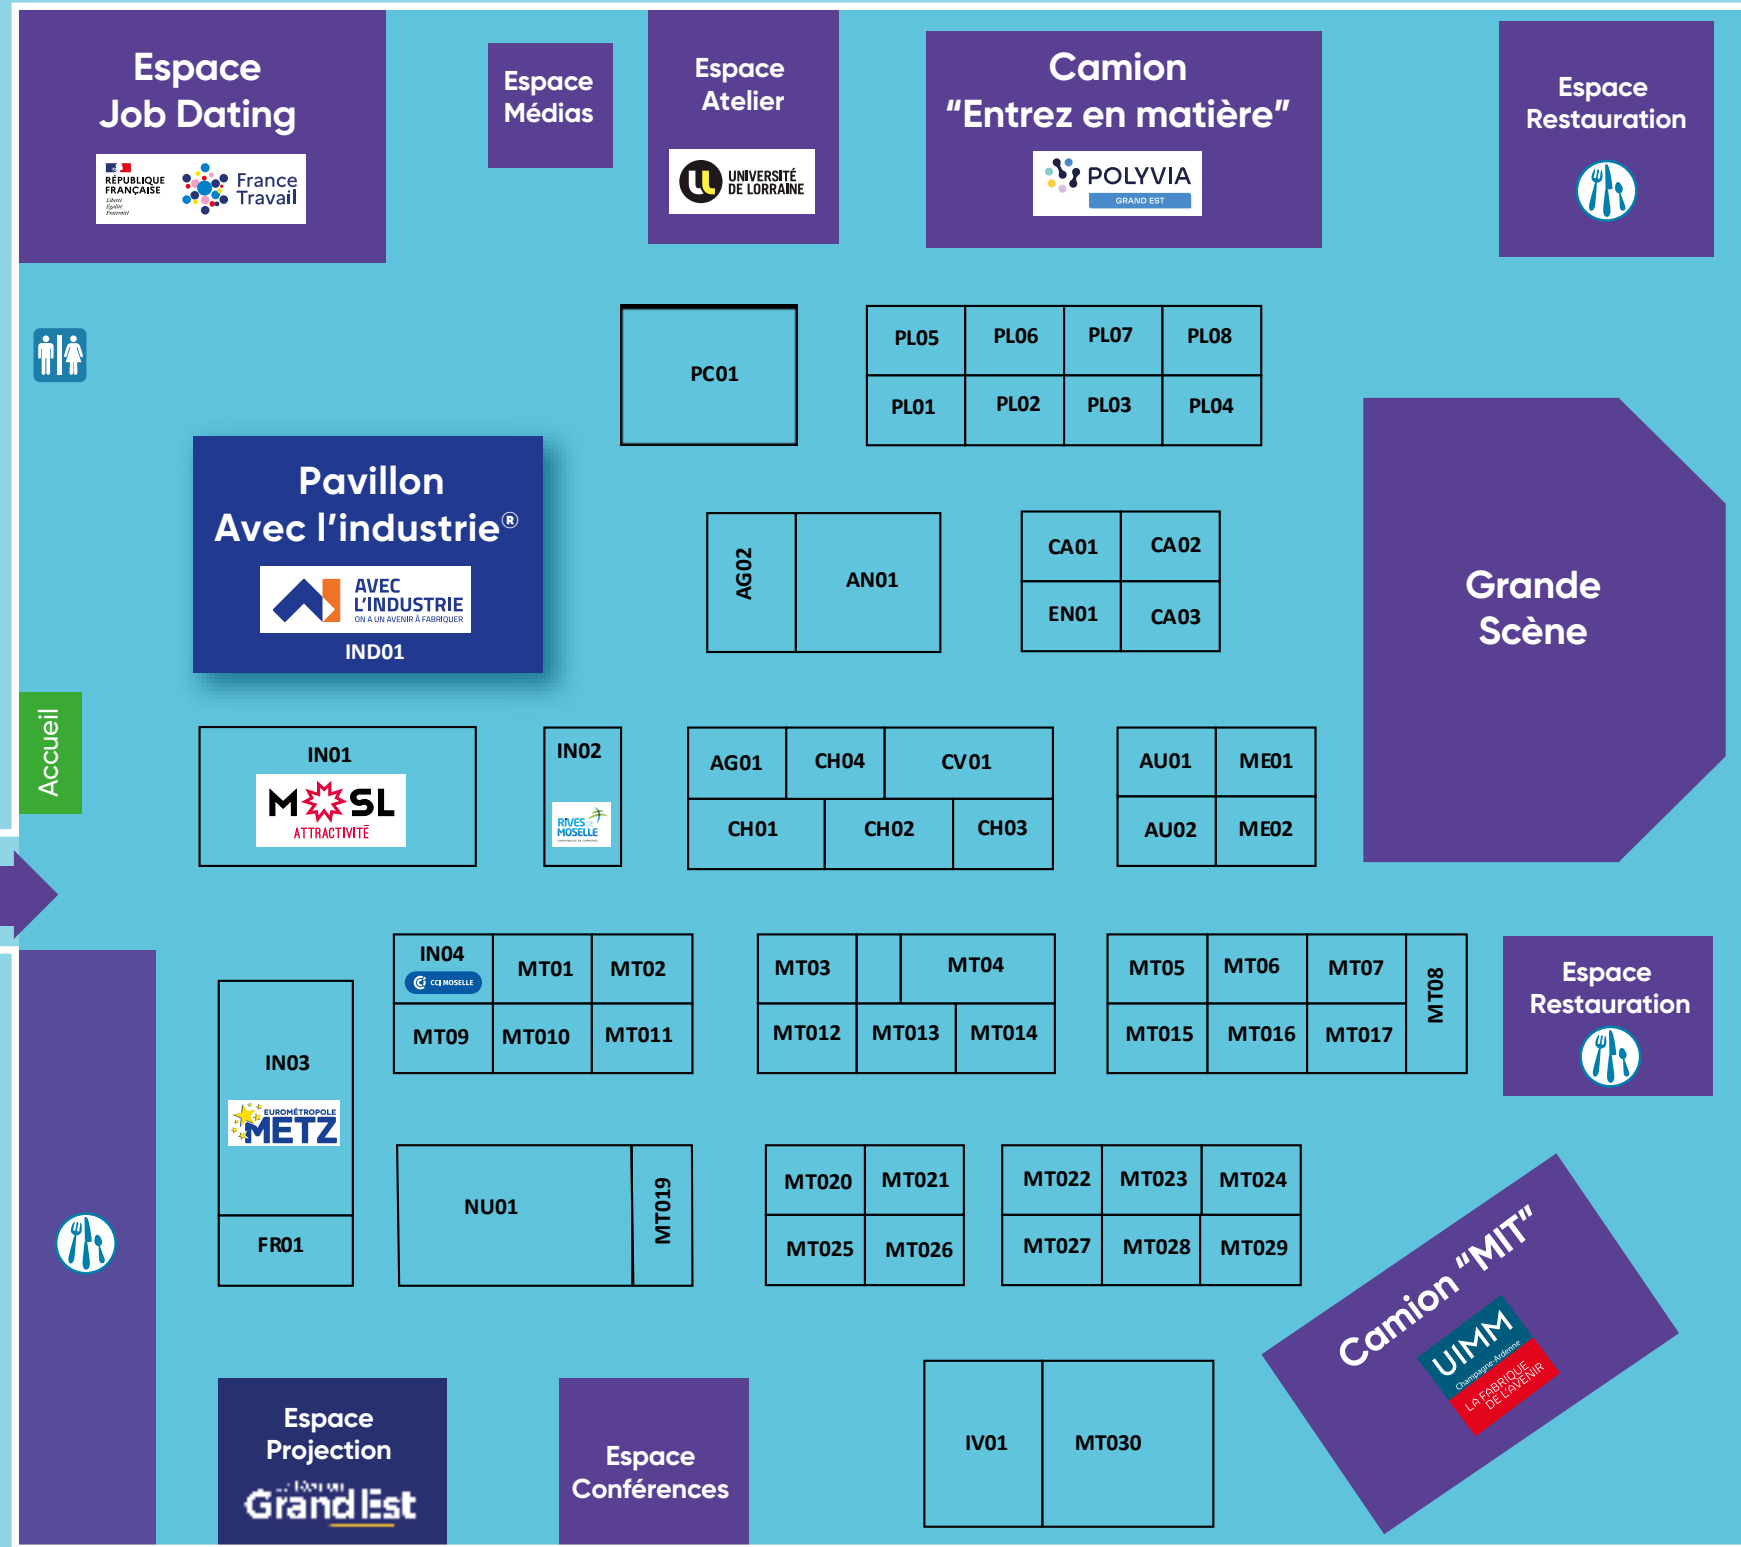 Espace
Job Dating
RÉPUBLIQUE
FRANÇAISE
Liberté
Égalité
Fraternité
France
Travail
Espace
Médias
Espace
Atelier
UNIVERSITÉ
DE LORRAINE
Camion
“Entrez en matière”
POLYVIA
GRAND EST
Espace
Restauration
PC01
PL05 PL06 PL07 PL08
PL01 PL02 PL03 PL04
Pavillon
Avec l’industrie®
AVEC
L'INDUSTRIE
ON A UN AVENIR À FABRIQUER
IND01
AG02 AN01
CA01 CA02
EN01 CA03
Grande
Scène
Accueil
IN01
MOSL
ATTRACTIVITÉ
IN02
RIVES DE
MOSELLE
AG01 CH04 CV01
CH01 CH02 CH03
AU01 ME01
AU02 ME02
IN04 MT01 MT02
CCI MOSELLE
MT09 MT010 MT011
MT03 MT04
MT012 MT013 MT014
MT05 MT06 MT07 MT08
MT015 MT016 MT017
Espace
Restauration
IN03
EUROMÉTROPOLE
METZ
FR01
NU01 MT019
MT020 MT021
MT025 MT026
MT022 MT023 MT024
MT027 MT028 MT029
Camion “MIT”
UIMM
Champagne-Ardenne
LA FABRIQUE
DE L'AVENIR
Espace
Projection
Grand Est
Espace
Conférences
IV01 MT030